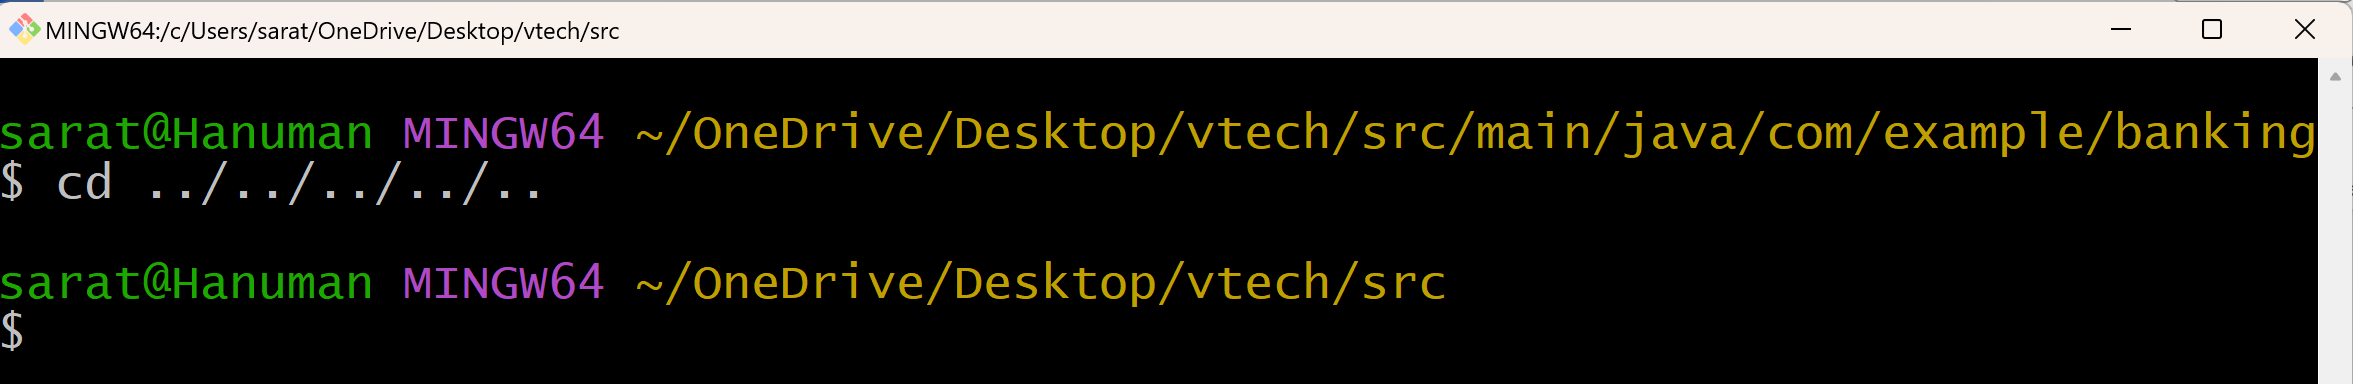 MINGW64:/c/Users/sarat/OneDrive/Desktop/vtech/src
sarat@Hanuman MINGW64 ~/OneDrive/Desktop/vtech/src/main/java/com/example/banking
$ cd ../../../../..
sarat@Hanuman MINGW64 ~/OneDrive/Desktop/vtech/src
$